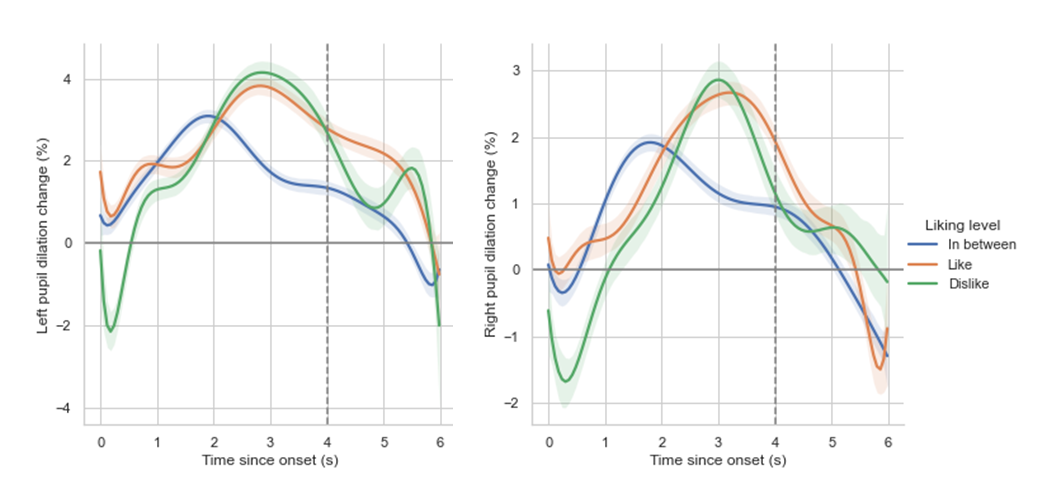 Left pupil dilation change (%)
4
2
0
−2
−4
0 1 2 3 4 5 6
Time since onset (s)
Right pupil dilation change (%)
3
2
1
0
−1
−2
0 1 2 3 4 5 6
Time since onset (s)
Liking level
In between
Like
Dislike